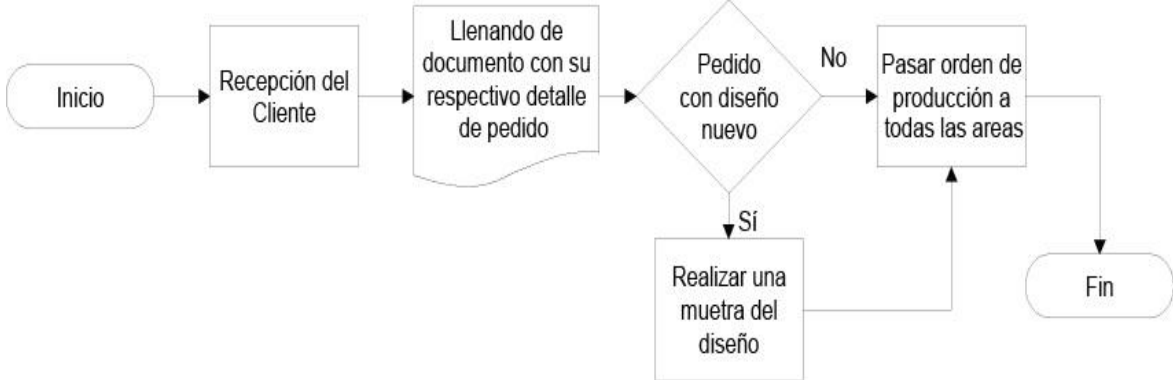 Inicio
Recepción del
Cliente
Llenando de
documento con su
respectivo detalle
de pedido
Pedido
con diseño
nuevo
No
Pasar orden de
producción a
todas las areas
Sí
Realizar una
muetra del
diseño
Fin